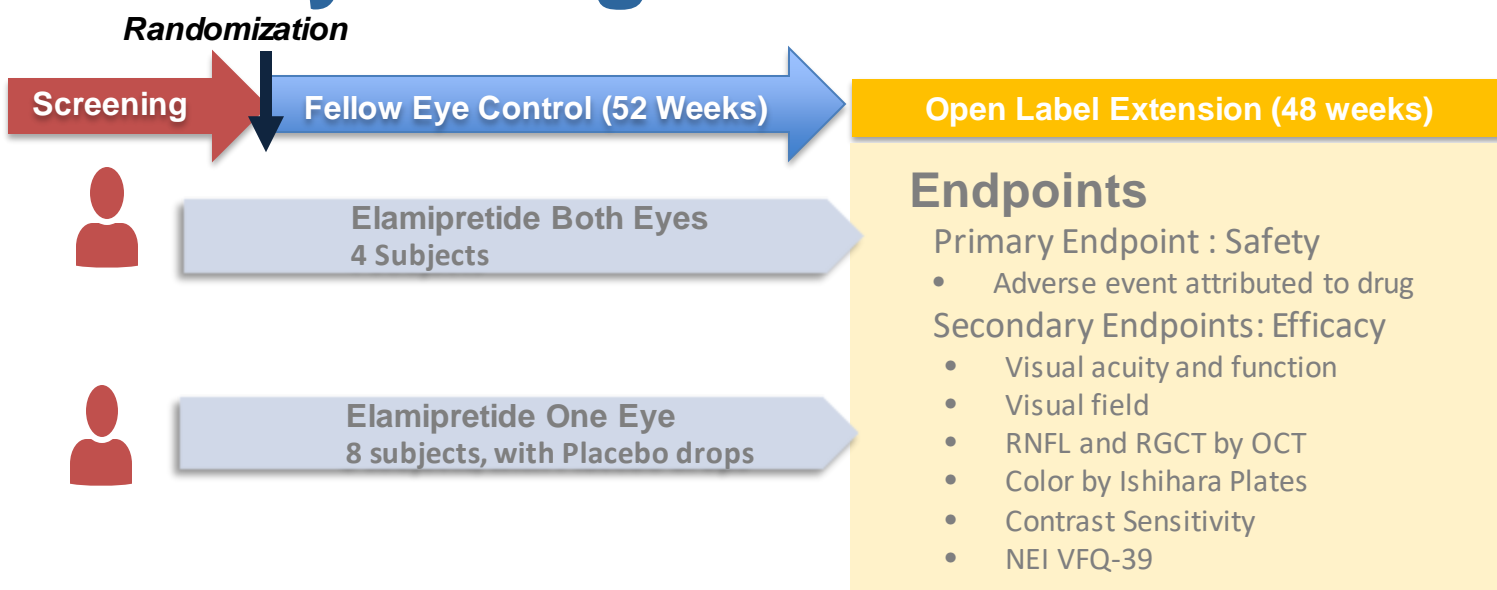 Randomization
Screening
Fellow Eye Control (52 Weeks)
Open Label Extension (48 weeks)
Elamipretide Both Eyes
4 Subjects
Elamipretide One Eye
8 subjects, with Placebo drops
Endpoints
Primary Endpoint : Safety
• Adverse event attributed to drug
Secondary Endpoints: Efficacy
• Visual acuity and function
• Visual field
• RNFL and RGCT by OCT
• Color by Ishihara Plates
• Contrast Sensitivity
• NEI VFQ-39